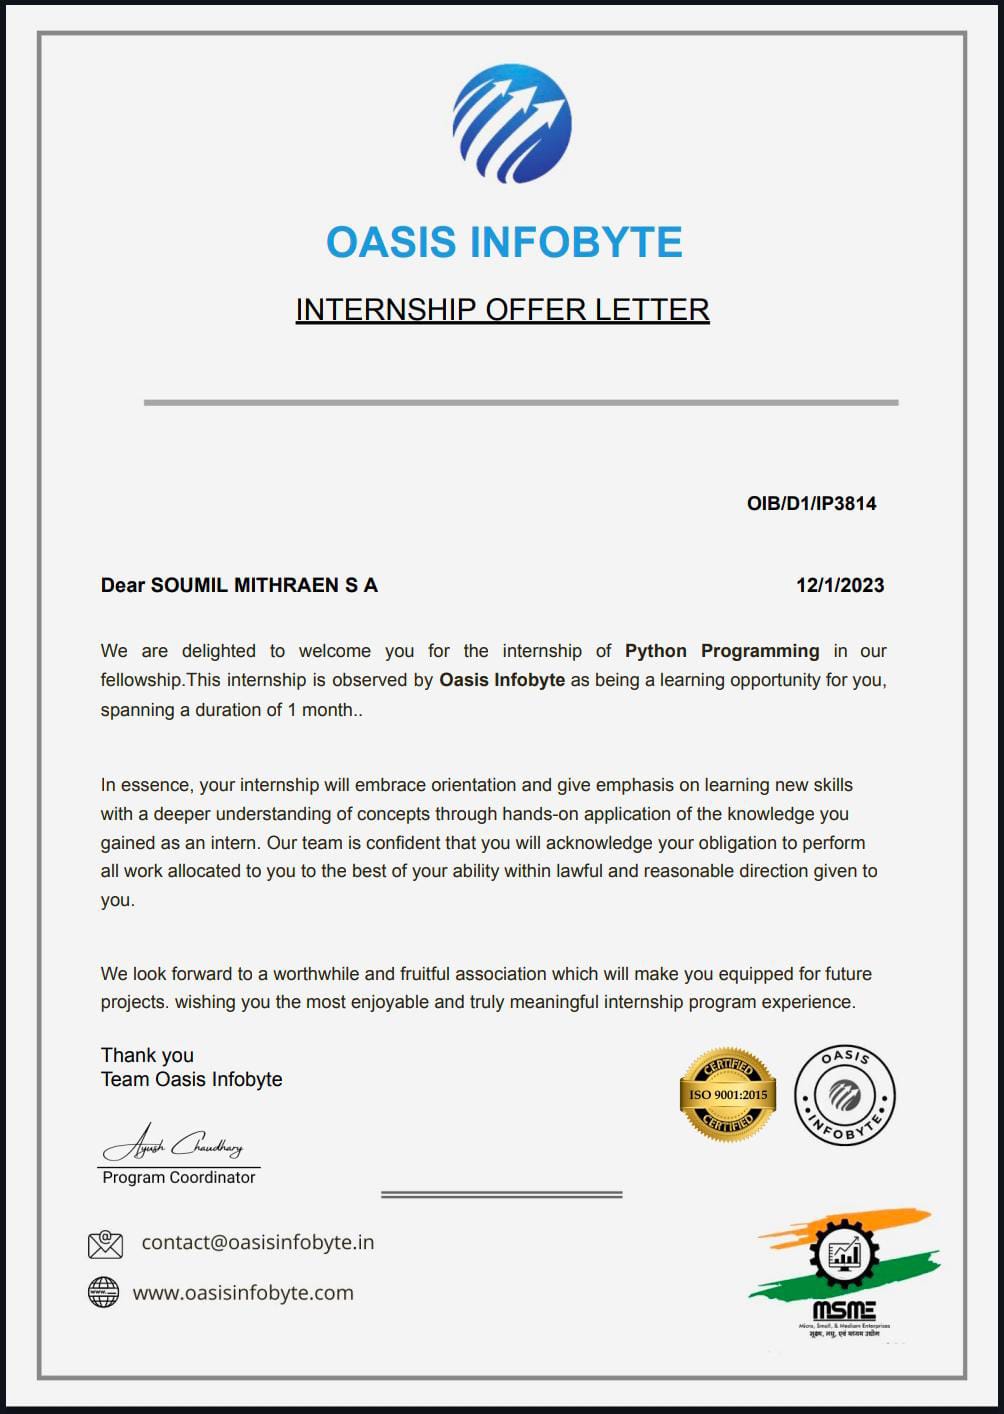 OASIS INFOBYTE
INTERNSHIP OFFER LETTER
OIB/D1/IP3814
Dear SOUMIL MITHRAEN S A
12/1/2023
We are delighted to welcome you for the internship of Python Programming in our
fellowship.This internship is observed by Oasis Infobyte as being a learning opportunity for you,
spanning a duration of 1 month..
In essence, your internship will embrace orientation and give emphasis on learning new skills
with a deeper understanding of concepts through hands-on application of the knowledge you
gained as an intern. Our team is confident that you will acknowledge your obligation to perform
all work allocated to you to the best of your ability within lawful and reasonable direction given to
you.
We look forward to a worthwhile and fruitful association which will make you equipped for future
projects. wishing you the most enjoyable and truly meaningful internship program experience.
Thank you
Team Oasis Infobyte
Ayush Chaudhary
Program Coordinator
CERTIFIED
ISO 9001:2015
CERTIFIED
OASIS
INFOBYTE
contact@oasisinfobyte.in
www.oasisinfobyte.com
MSME
Micro, Small, & Medium Enterprises
सूक्ष्म, लघु, एवं मध्यम उद्योग